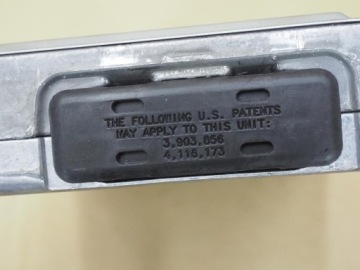 THE FOLLOWING U.S. PATENTS
MAY APPLY TO THIS UNIT:
3,903,856
4,116,173